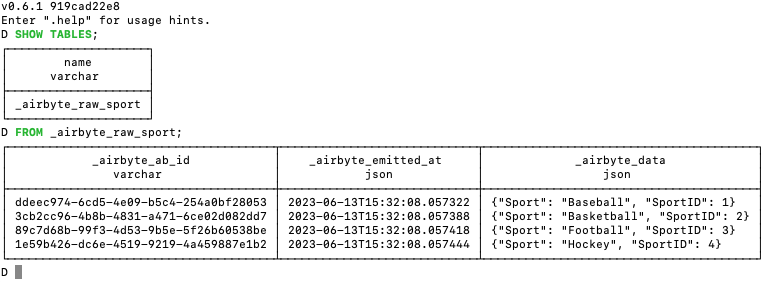 v0.6.1 919cad22e8
Enter ".help" for usage hints.
D SHOW TABLES;
name
varchar
_airbyte_raw_sport
D FROM _airbyte_raw_sport;
_airbyte_ab_id _airbyte_emitted_at _airbyte_data
varchar json json
ddeec974-6cd5-4e09-b5c4-254a0bf28053 2023-06-13T15:32:08.057322 {"Sport": "Baseball", "SportID": 1}
3cb2cc96-4b8b-4831-a471-6ce02d082dd7 2023-06-13T15:32:08.057388 {"Sport": "Basketball", "SportID": 2}
89c7d68b-99f3-4d53-9b5e-5f26b60538be 2023-06-13T15:32:08.057418 {"Sport": "Football", "SportID": 3}
1e59b426-dc6e-4519-9219-4a459887e1b2 2023-06-13T15:32:08.057444 {"Sport": "Hockey", "SportID": 4}
D